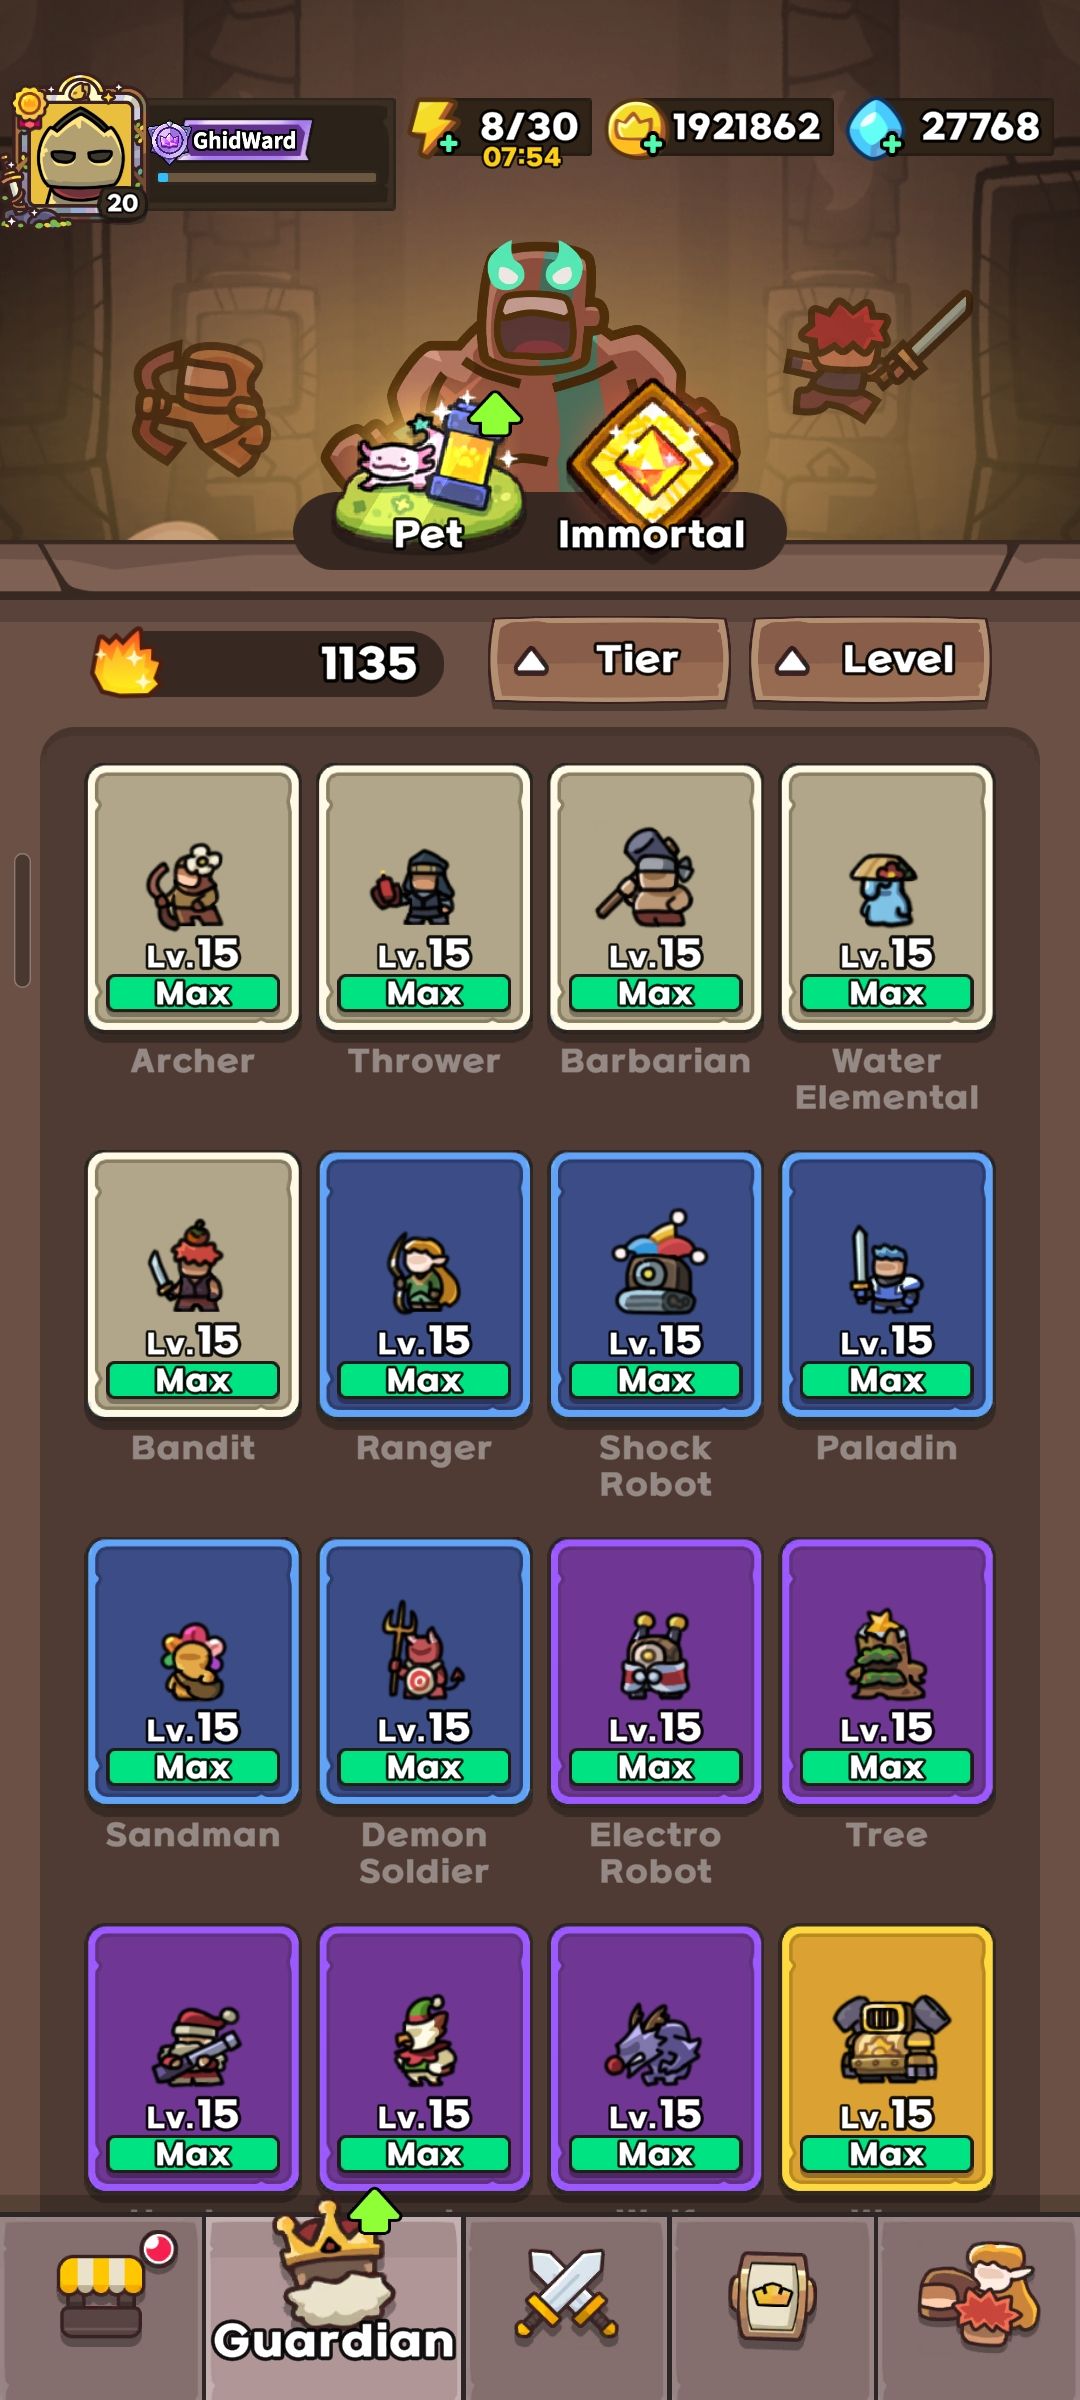 GhidWard
20
8/30
07:54
1921862
27768
Pet
Immortal
1135
Tier
Level
Lv.15 Lv.15 Lv.15 Lv.15
Max Max Max Max
Archer Thrower Barbarian Water
Elemental
Lv.15 Lv.15 Lv.15 Lv.15
Max Max Max Max
Bandit Ranger Shock Paladin
Robot
Lv.15 Lv.15 Lv.15 Lv.15
Max Max Max Max
Sandman Demon Electro Tree
Soldier Robot
Lv.15 Lv.15 Lv.15 Lv.15
Max Max Max Max
Guardian